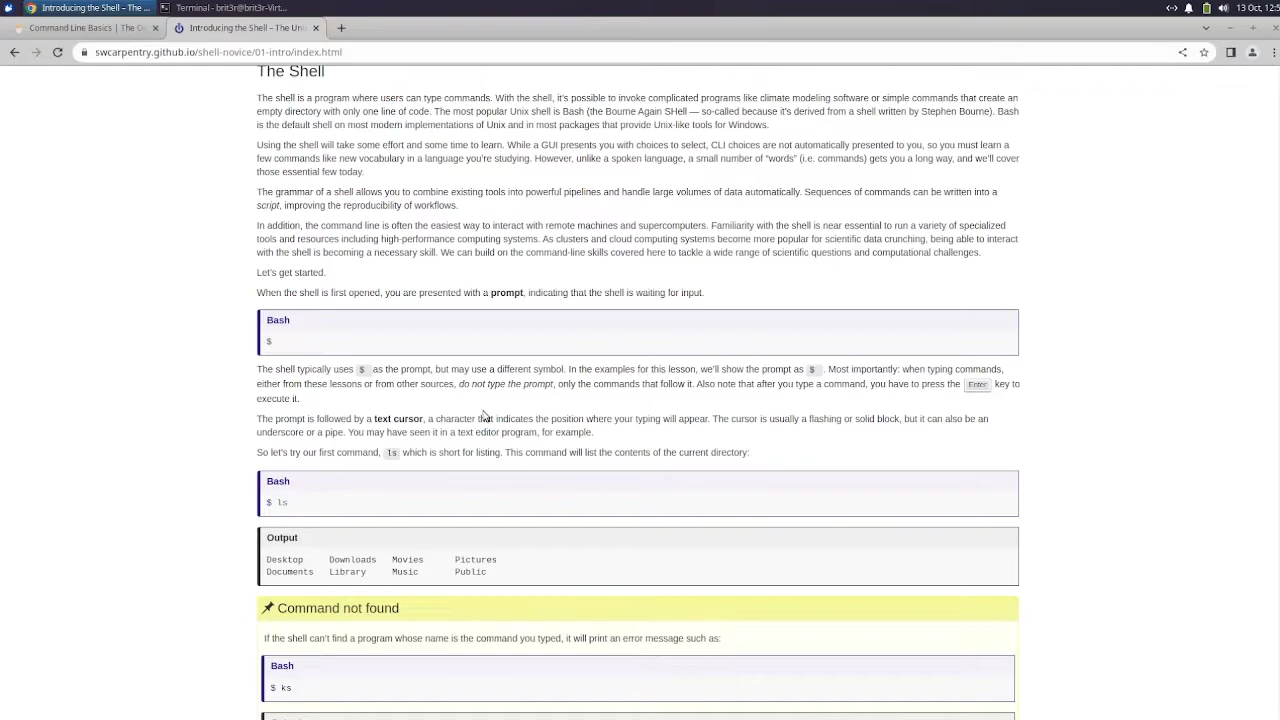 Introducing the Shell – The ...
Terminal - brit3r@brit3r-Virt...
13 Oct, 12:5
Command Line Basics | The O
Introducing the Shell – The Uni
swcarpentry.github.io/shell-novice/01-intro/index.html
The Shell
The shell is a program where users can type commands. With the shell, it's possible to invoke complicated programs like climate modeling software or simple commands that create an
empty directory with only one line of code. The most popular Unix shell is Bash (the Bourne Again SHell — so-called because it's derived from a shell written by Stephen Bourne). Bash
is the default shell on most modern implementations of Unix and in most packages that provide Unix-like tools for Windows.
Using the shell will take some effort and some time to learn. While a GUI presents you with choices to select, CLI choices are not automatically presented to you, so you must learn a
few commands like new vocabulary in a language you're studying. However, unlike a spoken language, a small number of “words” (i.e. commands) gets you a long way, and we'll cover
those essential few today.
The grammar of a shell allows you to combine existing tools into powerful pipelines and handle large volumes of data automatically. Sequences of commands can be written into a
script, improving the reproducibility of workflows.
In addition, the command line is often the easiest way to interact with remote machines and supercomputers. Familiarity with the shell is near essential to run a variety of specialized
tools and resources including high-performance computing systems. As clusters and cloud computing systems become more popular for scientific data crunching, being able to interact
with the shell is becoming a necessary skill. We can build on the command-line skills covered here to tackle a wide range of scientific questions and computational challenges.
Let's get started.
When the shell is first opened, you are presented with a prompt, indicating that the shell is waiting for input.
Bash
$
The shell typically uses $ as the prompt, but may use a different symbol. In the examples for this lesson, we'll show the prompt as $ . Most importantly: when typing commands,
either from these lessons or from other sources, do not type the prompt, only the commands that follow it. Also note that after you type a command, you have to press the Enter key to
execute it.
The prompt is followed by a text cursor, a character that indicates the position where your typing will appear. The cursor is usually a flashing or solid block, but it can also be an
underscore or a pipe. You may have seen it in a text editor program, for example.
So let's try our first command, ls which is short for listing. This command will list the contents of the current directory:
Bash
$ ls
Output
Desktop Downloads Movies Pictures
Documents Library Music Public
Command not found
If the shell can't find a program whose name is the command you typed, it will print an error message such as:
Bash
$ ks